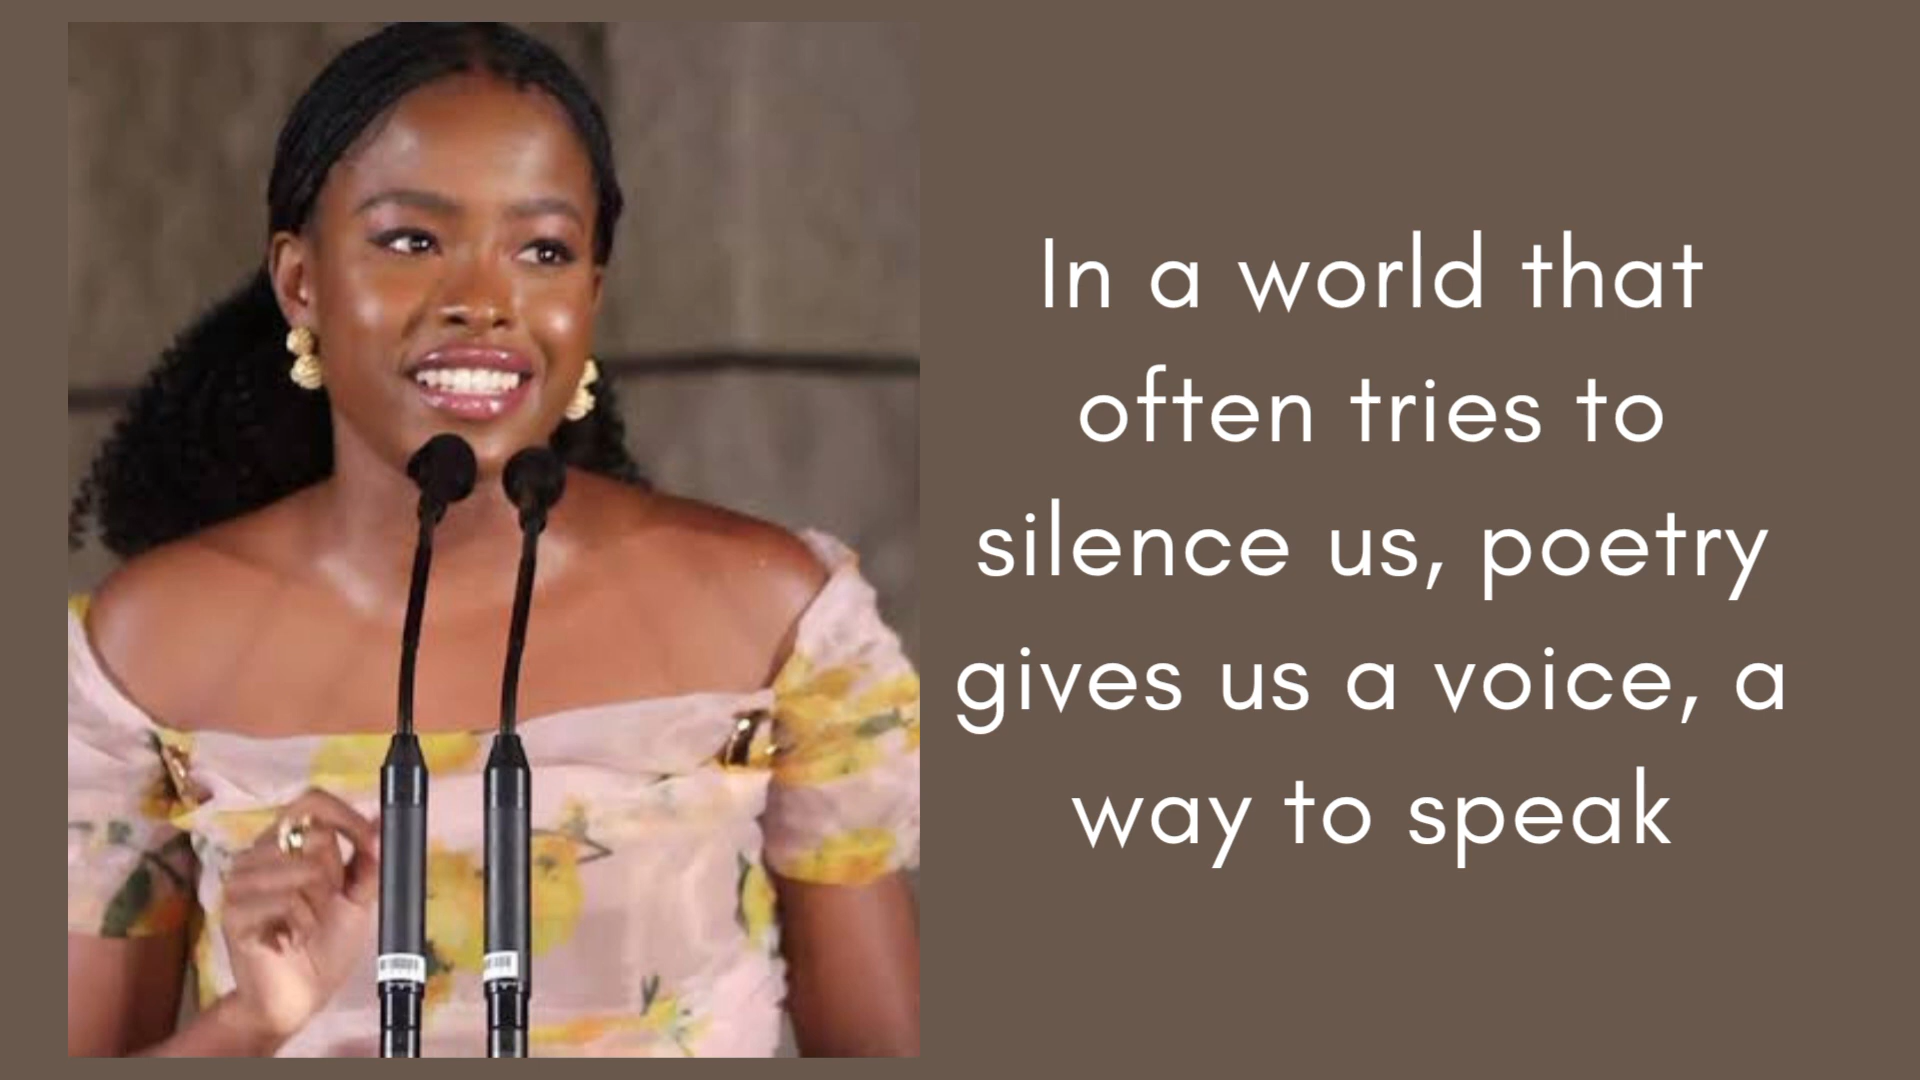 In a world that
often tries to
silence us, poetry
gives us a voice, a
way to speak